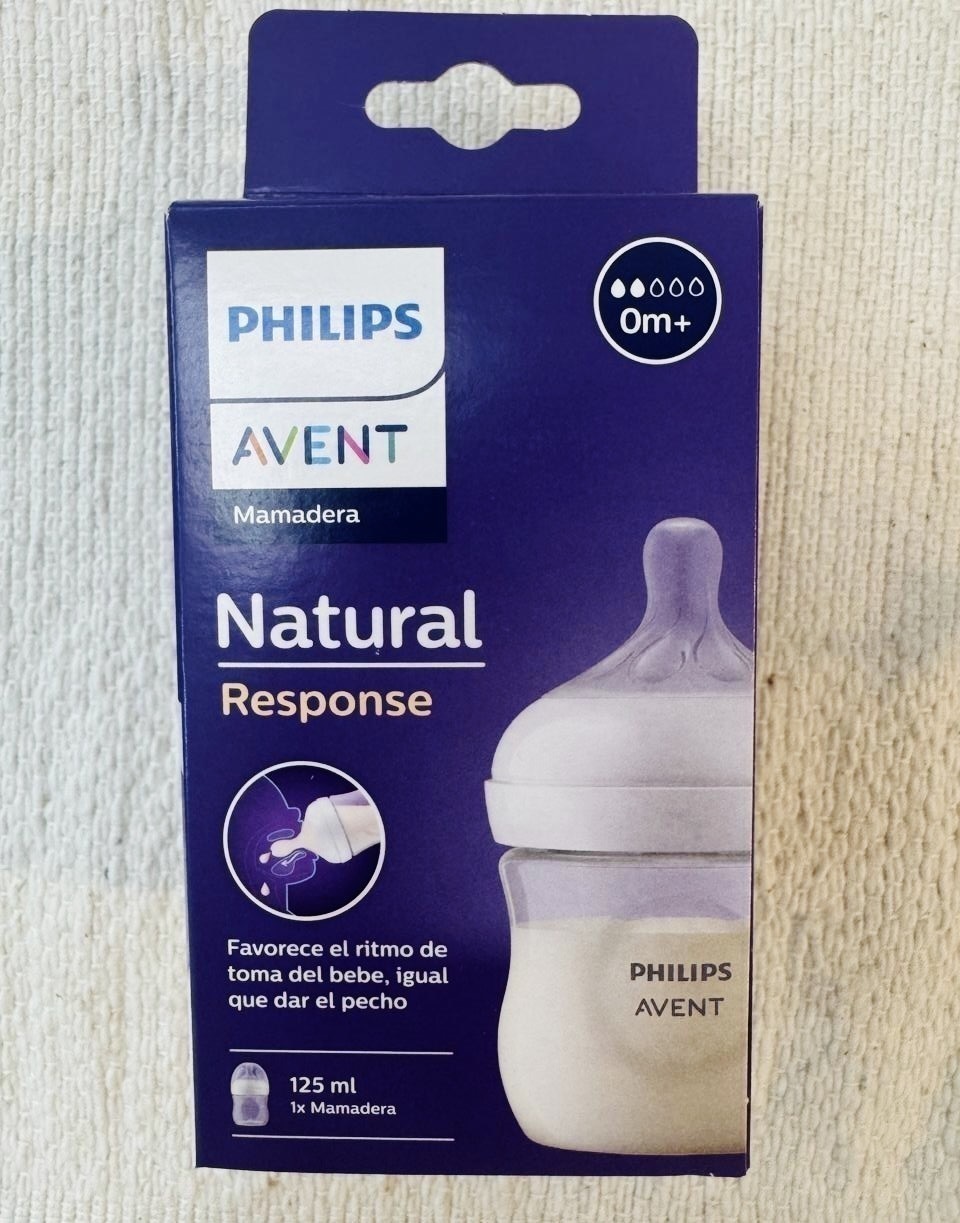 PHILIPS
AVENT
Mamadera
0m+
Natural
Response
Favorece el ritmo de
toma del bebe, igual
que dar el pecho
125 ml
1x Mamadera
PHILIPS
AVENT